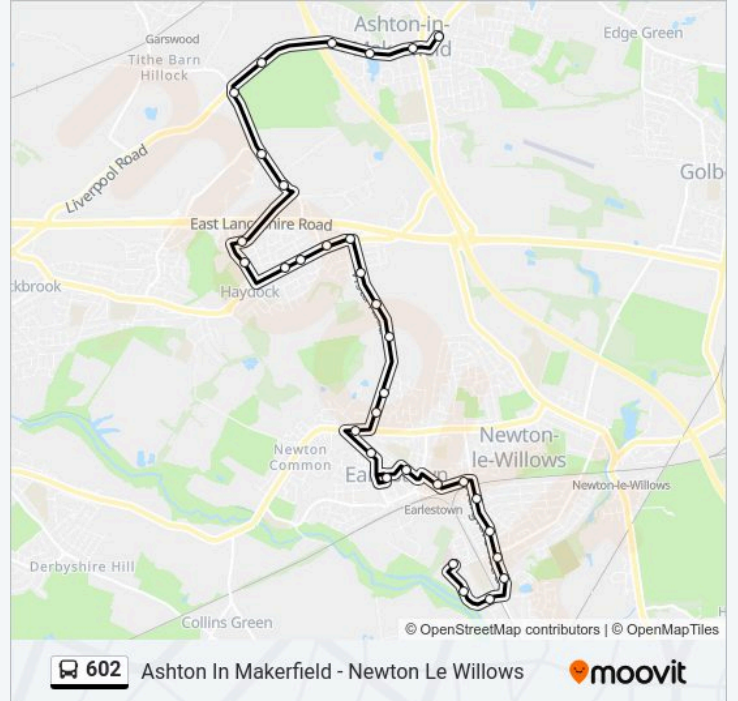 Ashton-in-
Edge Green
Garswood
Tithe Barn
Hillock
Liverpool Road
Golb
East Lancashire Road
ckbrook
Haydock
Newton-
le-Willows
Newton
Common
Newton-le-Willows
Earlestown
Derbyshire Hill
Collins Green
© OpenStreetMap contributors | © OpenMapTiles
602 Ashton In Makerfield - Newton Le Willows
moovit